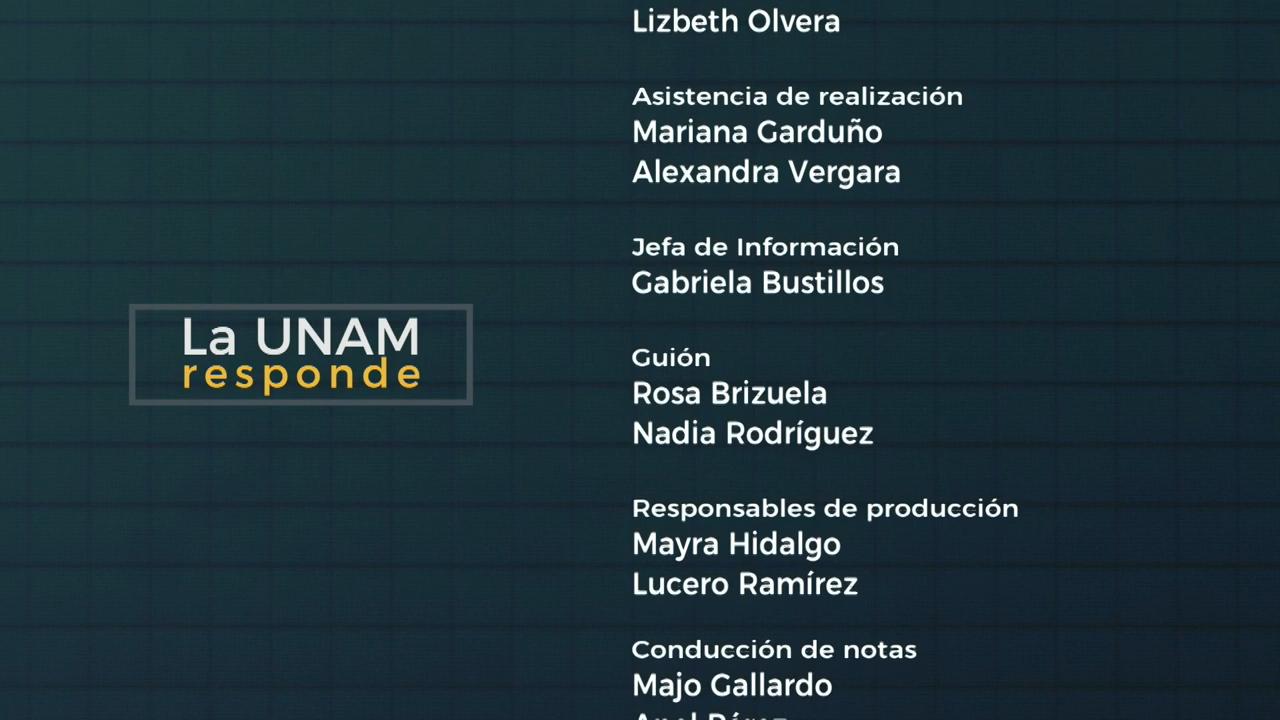 Lizbeth Olvera
Asistencia de realización
Mariana Garduño
Alexandra Vergara
Jefa de Información
Gabriela Bustillos
La UNAM
responde
Guión
Rosa Brizuela
Nadia Rodríguez
Responsables de producción
Mayra Hidalgo
Lucero Ramírez
Conducción de notas
Majo Gallardo